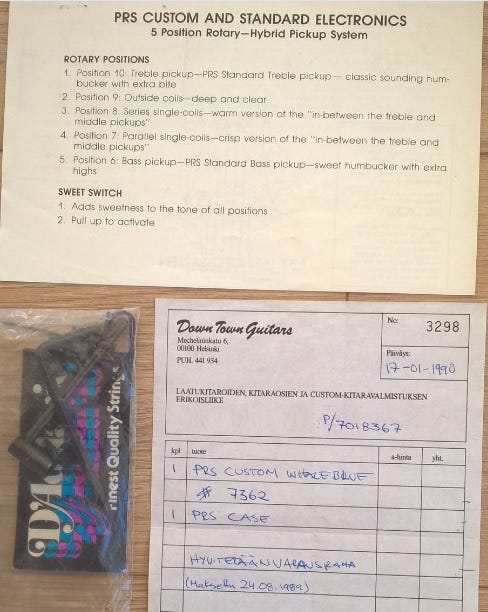 PRS CUSTOM AND STANDARD ELECTRONICS
5 Position Rotary—Hybrid Pickup System
ROTARY POSITIONS
1. Position 10: Treble pickup—PRS Standard Treble pickup— classic sounding hum-
bucker with extra bite
2. Position 9: Outside coils—deep and clear
3. Position 8: Series single-coils—warm version of the "in-between the treble and
middle pickups"
4. Position 7: Parallel single-coils—crisp version of the "in-between the treble and
middle pickups"
5. Position 6: Bass pickup—PRS Standard Bass pickup—sweet humbucker with extra
highs
SWEET SWITCH
1. Adds sweetness to the tone of all positions
2. Pull up to activate
Finest Quality Strings
Down Town Guitars
Mechelininkatu 6,
00100 Helsinki
PUH. 441 934
No: 3298
Päiväys:
17-01-1990
LAATUKITAROIDEN, KITARAOSIEN JA CUSTOM-KITARAVALMISTUKSEN
ERIKOISLIIKE
P/7018367
kpl tuote a-hinta yht.
1 PRS CUSTOM WHALE BLUE
# 7362
1 PRS CASE
HYVITETÄÄN VARAUSRAHA
(Maksettu 24.08.1989)